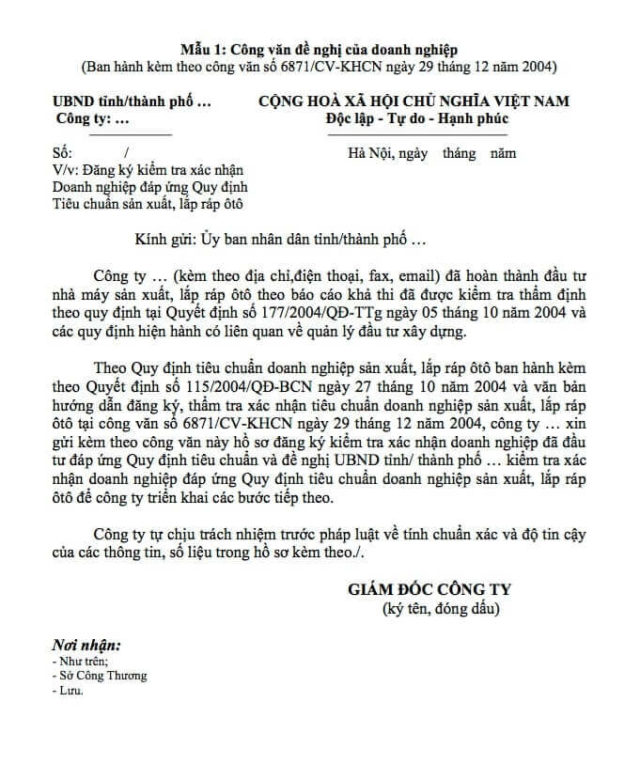 Mẫu 1: Công văn đề nghị của doanh nghiệp
(Ban hành kèm theo công văn số 6871/CV-KHCN ngày 29 tháng 12 năm 2004)
UBND tỉnh/thành phố ...
Công ty: ...
CỘNG HOÀ XÃ HỘI CHỦ NGHĨA VIỆT NAM
Độc lập - Tự do - Hạnh phúc
Số: /
V/v: Đăng ký kiểm tra xác nhận
Doanh nghiệp đáp ứng Quy định
Tiêu chuẩn sản xuất, lắp ráp ôtô
Hà Nội, ngày tháng năm
Kính gửi: Ủy ban nhân dân tỉnh/thành phố ...
Công ty ... (kèm theo địa chỉ,điện thoại, fax, email) đã hoàn thành đầu tư
nhà máy sản xuất, lắp ráp ôtô theo báo cáo khả thi đã được kiểm tra thẩm định
theo quy định tại Quyết định số 177/2004/QĐ-TTg ngày 05 tháng 10 năm 2004 và
các quy định hiện hành có liên quan về quản lý đầu tư xây dựng.
Theo Quy định tiêu chuẩn doanh nghiệp sản xuất, lắp ráp ôtô ban hành kèm
theo Quyết định số 115/2004/QĐ-BCN ngày 27 tháng 10 năm 2004 và văn bản
hướng dẫn đăng ký, thẩm tra xác nhận tiêu chuẩn doanh nghiệp sản xuất, lắp ráp
ôtô tại công văn số 6871/CV-KHCN ngày 29 tháng 12 năm 2004, công ty ... xin
gửi kèm theo công văn này hồ sơ đăng ký kiểm tra xác nhận doanh nghiệp đã đầu
tư đáp ứng Quy định tiêu chuẩn và đề nghị UBND tỉnh/ thành phố ... kiểm tra xác
nhận doanh nghiệp đáp ứng Quy định tiêu chuẩn doanh nghiệp sản xuất, lắp ráp
ôtô để công ty triển khai các bước tiếp theo.
Công ty tự chịu trách nhiệm trước pháp luật về tính chuẩn xác và độ tin cậy
của các thông tin, số liệu trong hồ sơ kèm theo./.
GIÁM ĐỐC CÔNG TY
(ký tên, đóng dấu)
Nơi nhận:
- Như trên;
- Sở Công Thương
- Lưu.